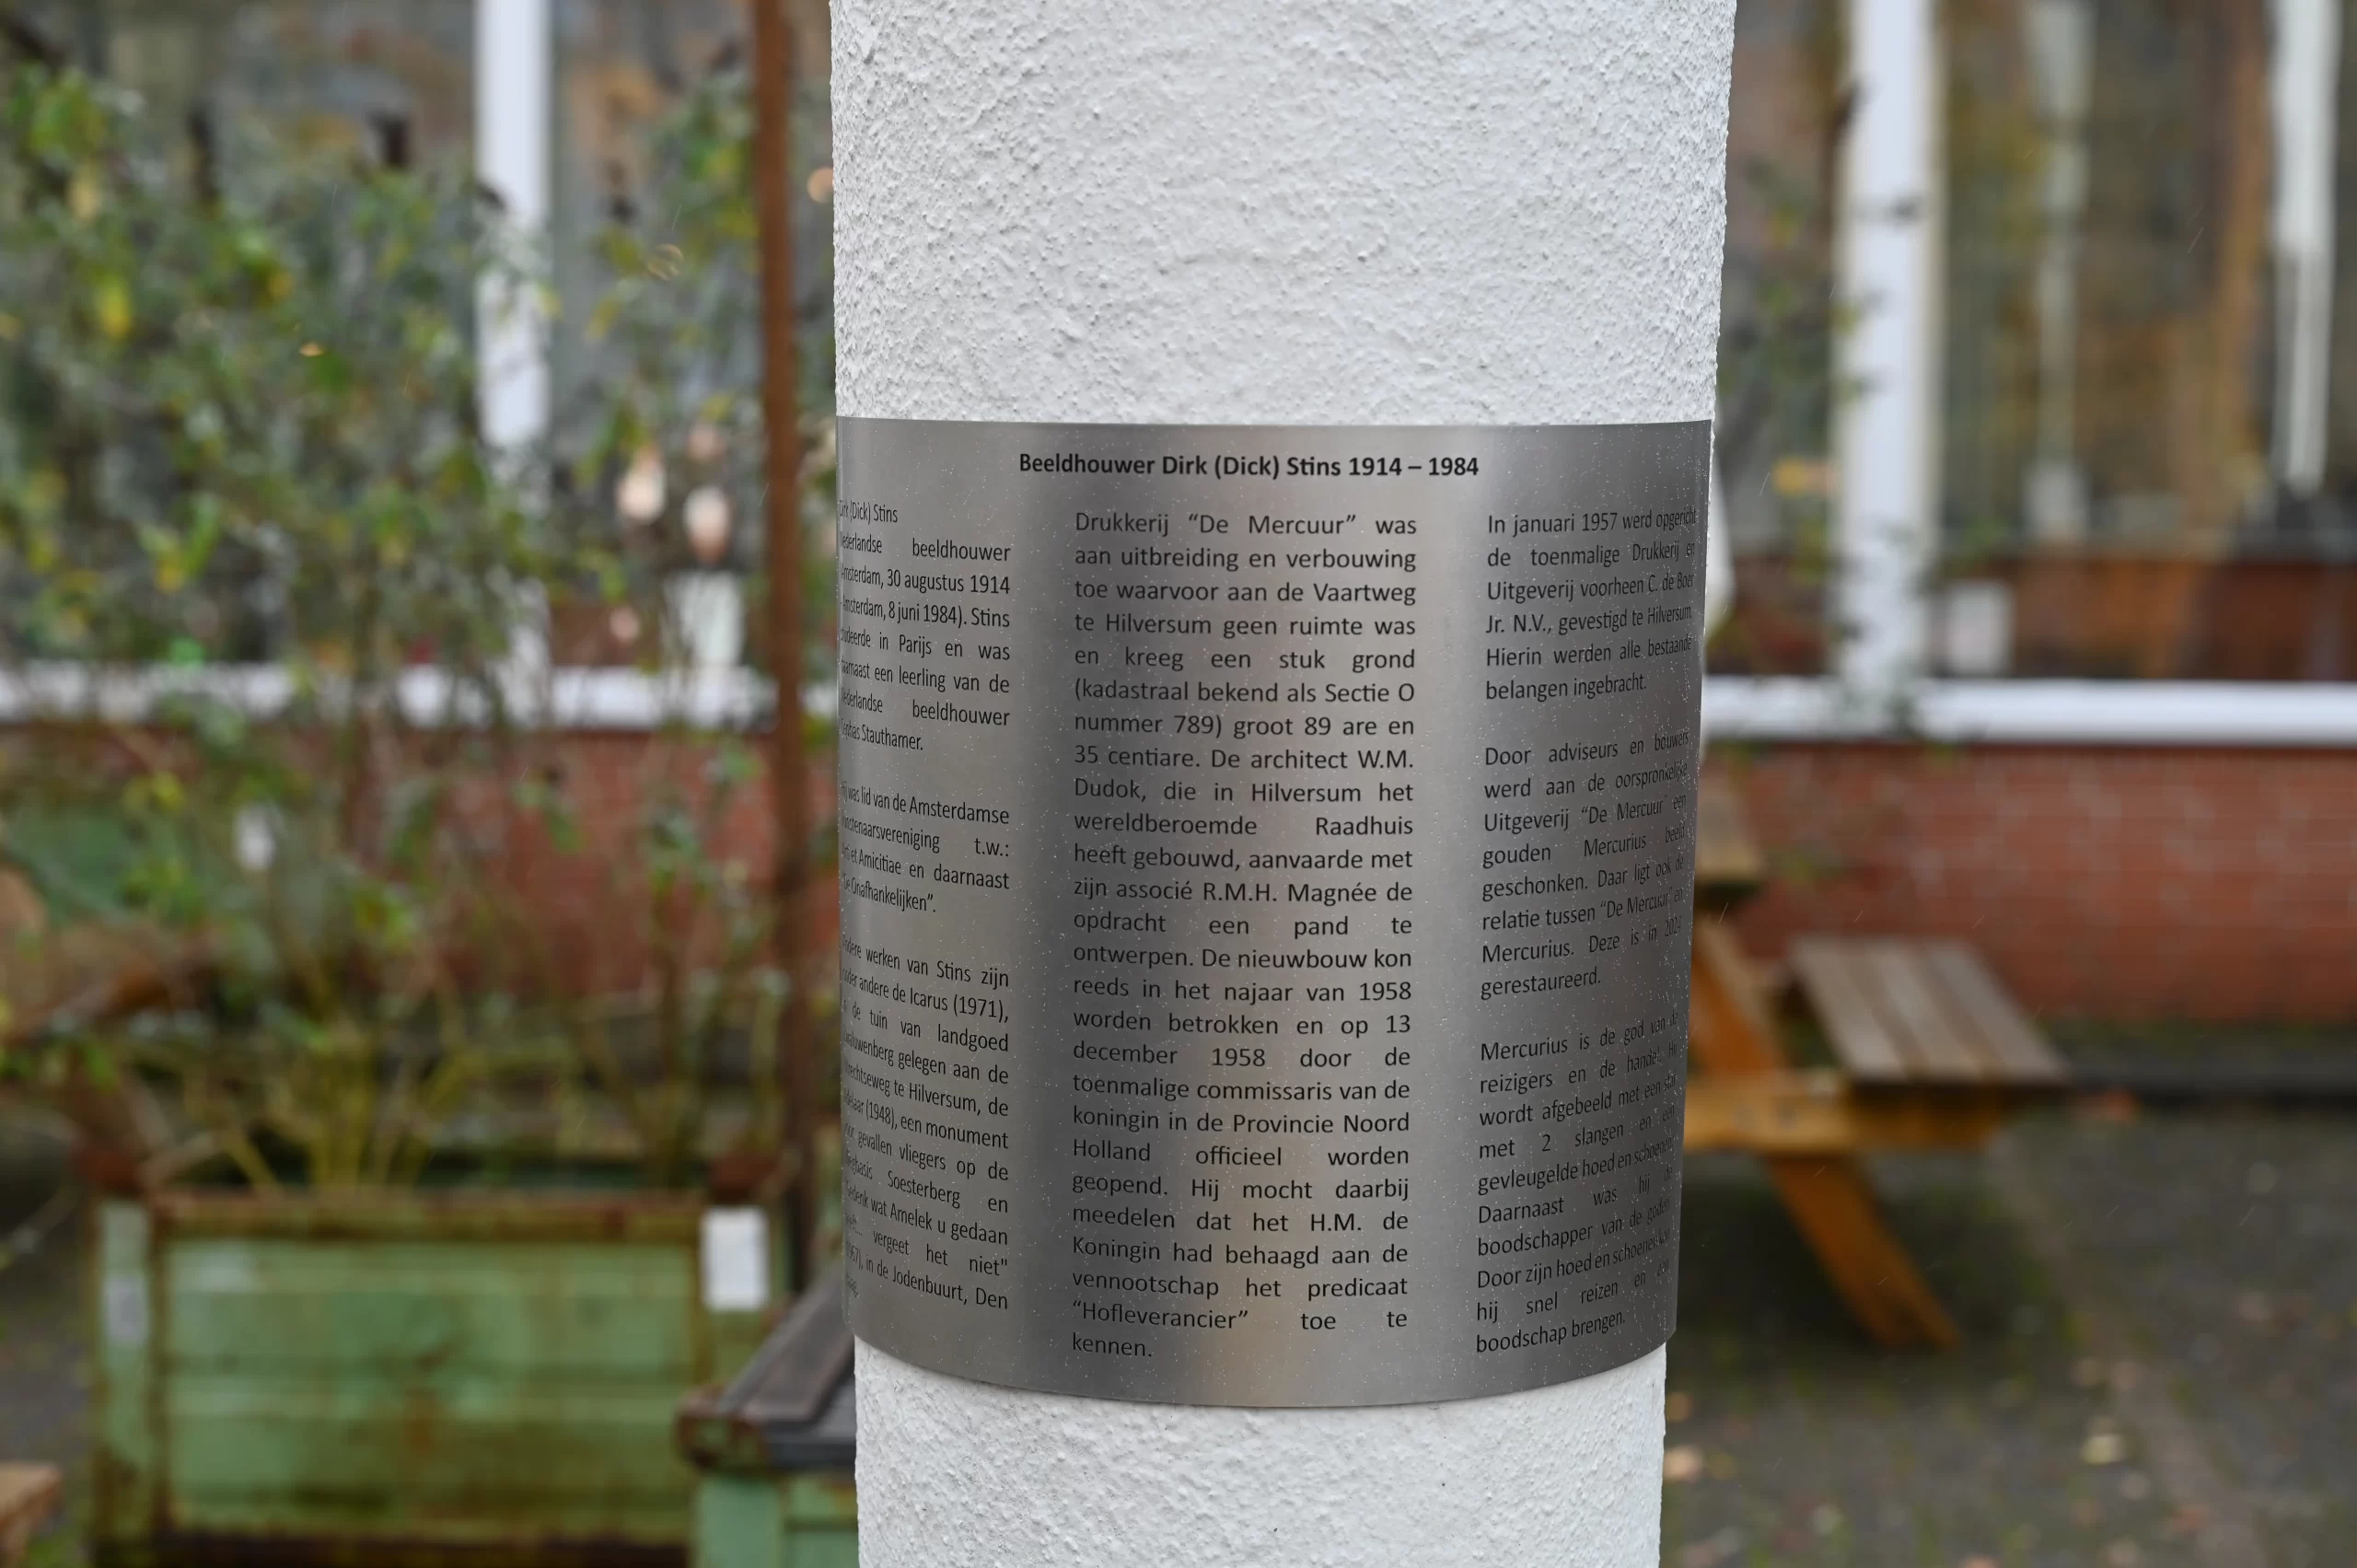 Beeldhouwer Dirk (Dick) Stins 1914 – 1984
(Dick) Stins
beeldhouwer
30 augustus 1914
8 juni 1984). Stins
in Parijs en was
een leerling van de
beeldhouwer
Stauthamer.
was lid van de Amsterdamse
t.w.:
et Amicitiae en daarnaast
Onafhankelijken”.
werken van Stins zijn
andere de Icarus (1971),
de tuin van landgoed
gelegen aan de
te Hilversum, de
(1948), een monument
gevallen vliegers op de
Soesterberg en
wat Amelek u gedaan
vergeet het niet"
in de Jodenbuurt, Den
Drukkerij “De Mercuur” was
aan uitbreiding en verbouwing
toe waarvoor aan de Vaartweg
te Hilversum geen ruimte was
en kreeg een stuk grond
(kadastraal bekend als Sectie O
nummer 789) groot 89 are en
35 centiare. De architect W.M.
Dudok, die in Hilversum het
wereldberoemde Raadhuis
heeft gebouwd, aanvaarde met
zijn associé R.M.H. Magnée de
opdracht een pand te
ontwerpen. De nieuwbouw kon
reeds in het najaar van 1958
worden betrokken en op 13
december 1958 door de
toenmalige commissaris van de
koningin in de Provincie Noord
Holland officieel worden
geopend. Hij mocht daarbij
meedelen dat het H.M. de
Koningin had behaagd aan de
vennootschap het predicaat
“Hofleverancier” toe te
kennen.
In januari 1957 werd opgericht
de toenmalige Drukkerij en
Uitgeverij voorheen C. de Boer
Jr. N.V., gevestigd te Hilversum.
Hierin werden alle bestaande
belangen ingebracht.
Door adviseurs en bouwers
werd aan de oorspronkelijke
Uitgeverij “De Mercuur” een
gouden Mercurius beeld
geschonken. Daar ligt ook de
relatie tussen “De Mercuur” en
Mercurius. Deze is in
gerestaureerd.
Mercurius is de god van de
reizigers en de handel.
wordt afgebeeld met een
met 2 slangen en een
gevleugelde hoed en schoenen.
Daarnaast was hij de
boodschapper van de goden.
Door zijn hoed en schoenen
hij snel reizen en
boodschap brengen.